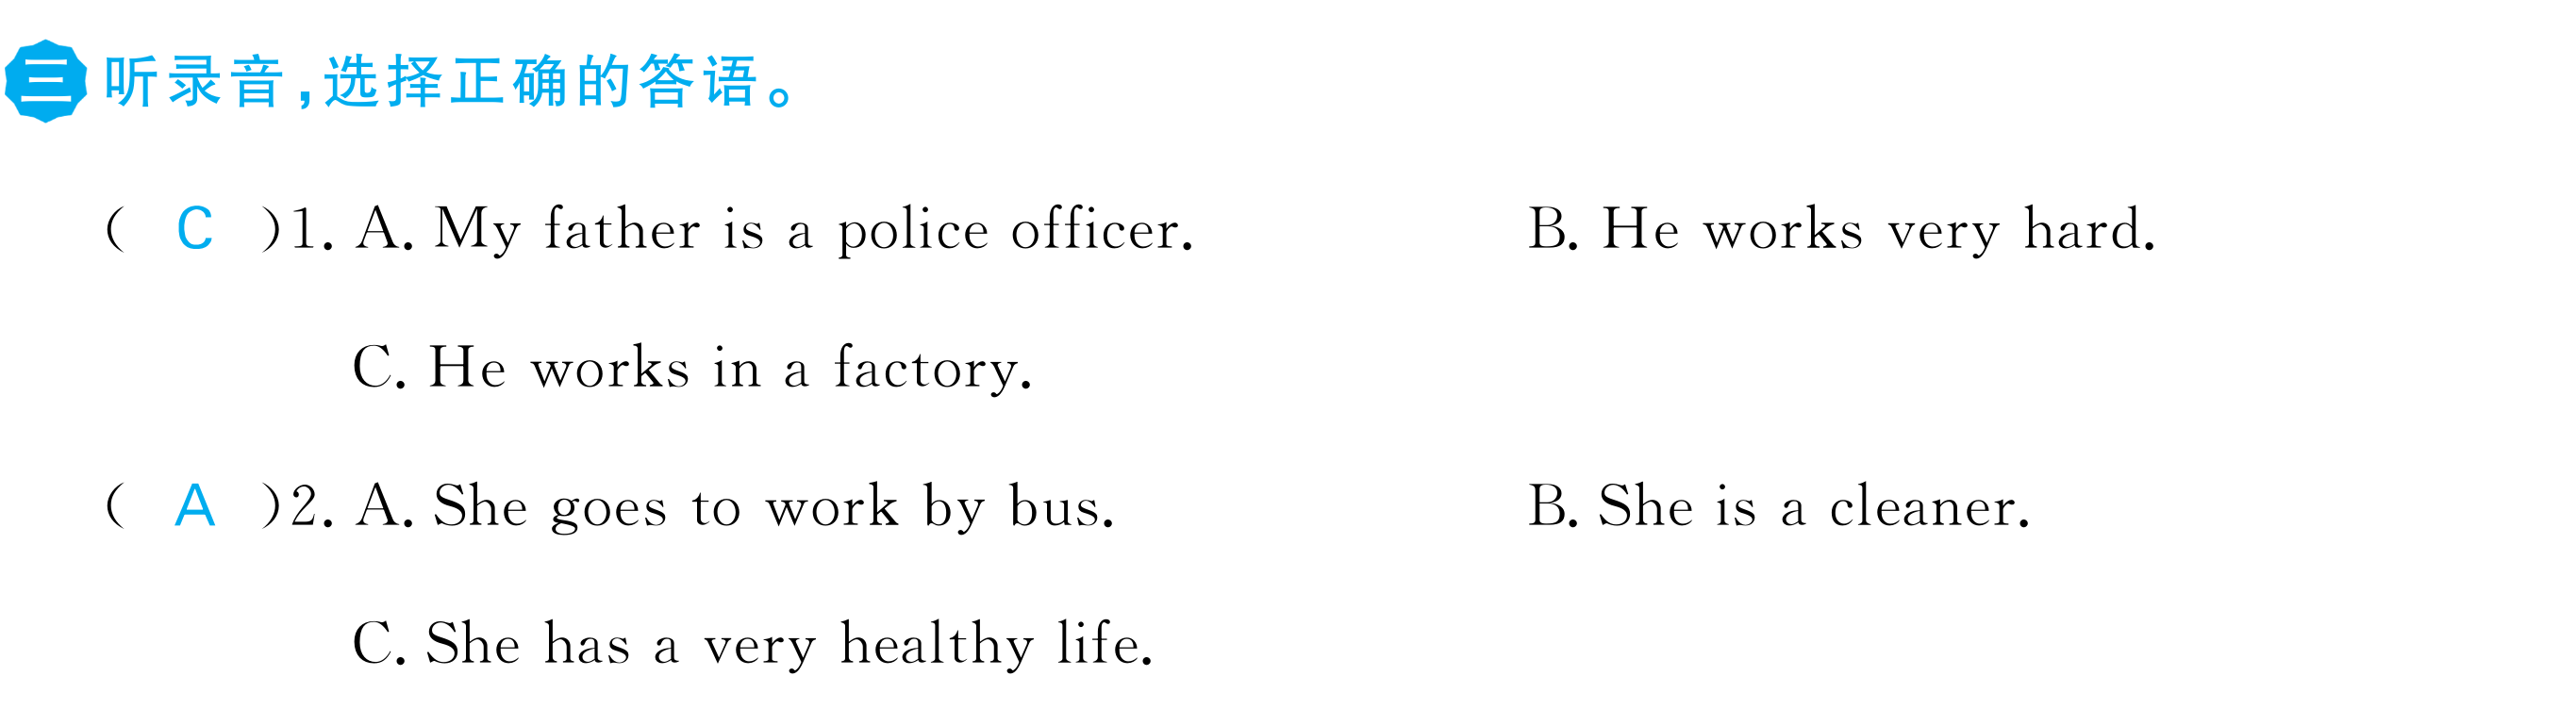 三 听录音,选择正确的答语。
( C )1. A. My father is a police officer. B. He works very hard.
C. He works in a factory.
( A )2. A. She goes to work by bus. B. She is a cleaner.
C. She has a very healthy life.